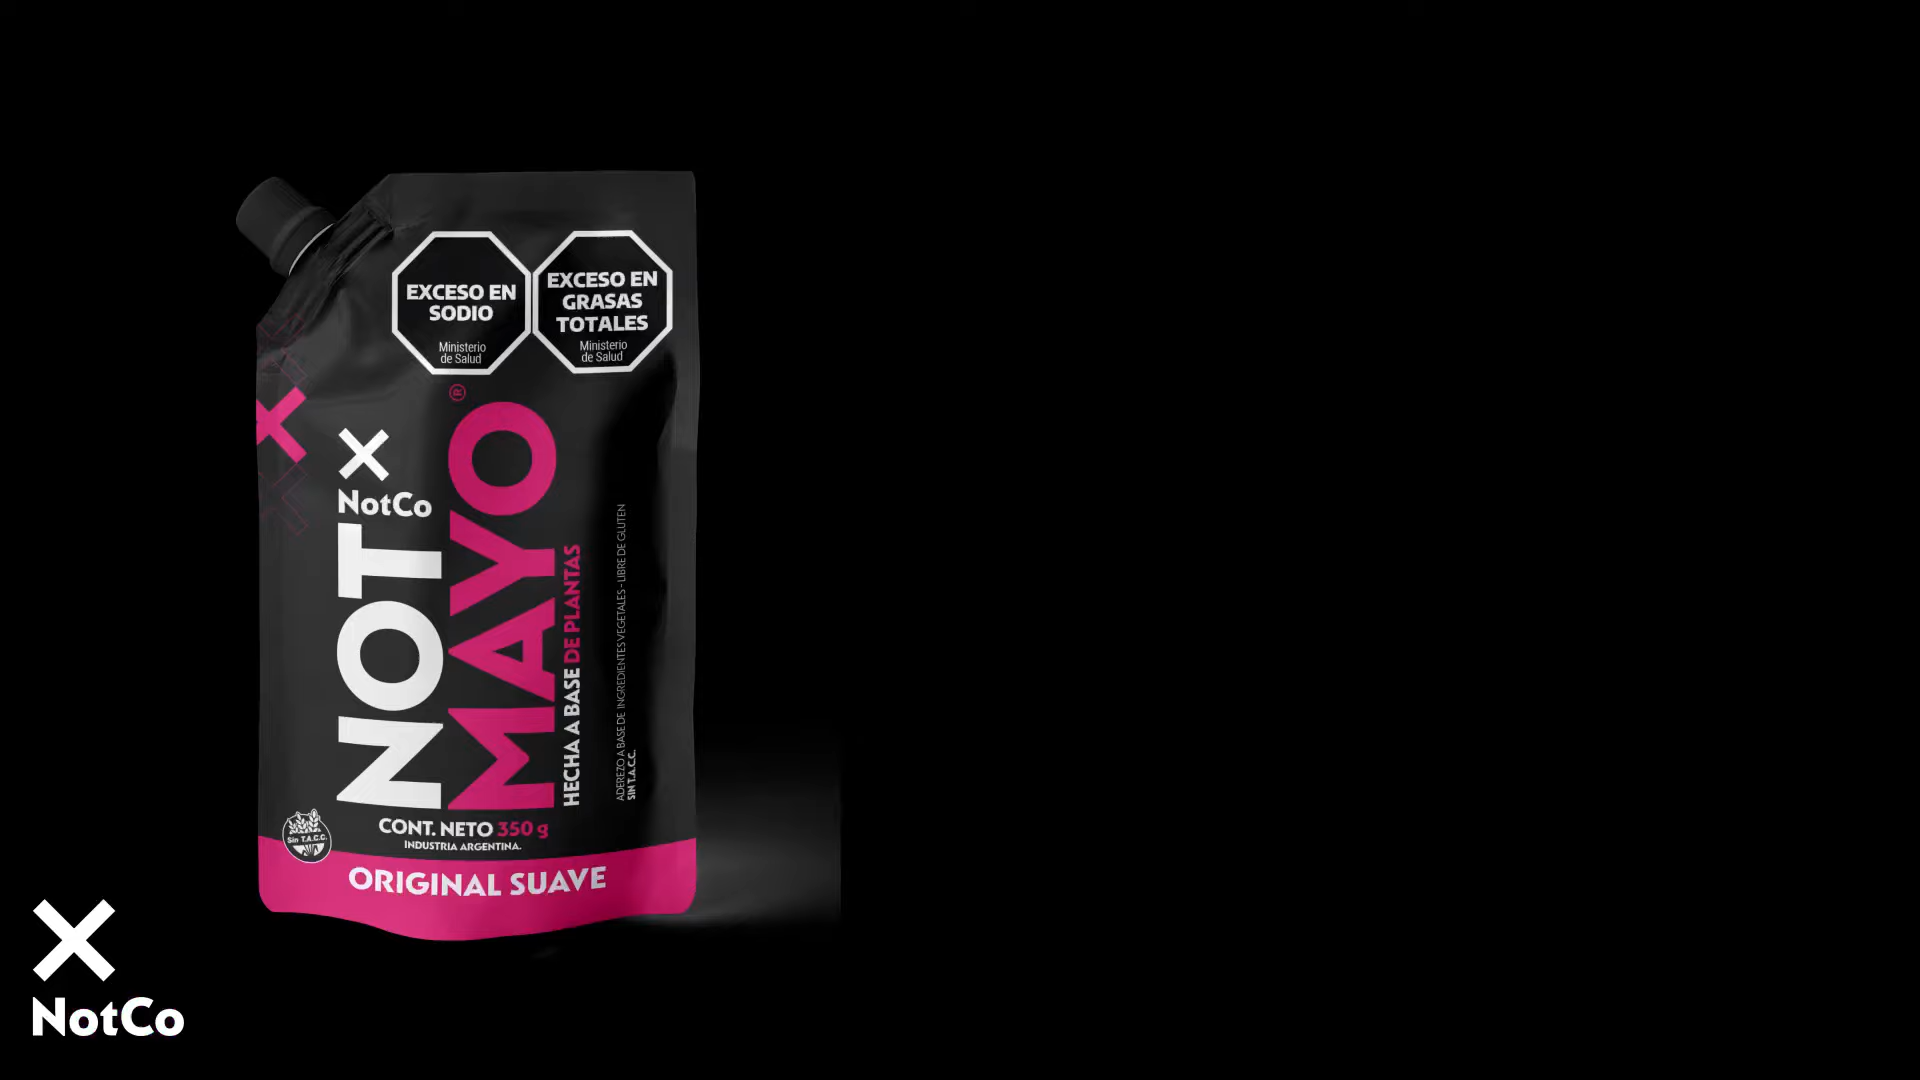 EXCESO EN
SODIO
Ministerio
de Salud
EXCESO EN
GRASAS
TOTALES
Ministerio
de Salud
NotCo
NOT
MAYO®
HECHA A BASE DE PLANTAS
ADEREZO A BASE DE INGREDIENTES VEGETALES - LIBRE DE GLUTEN
SIN T.A.C.C.
Sin T.A.C.C.
CONT. NETO 350 g
INDUSTRIA ARGENTINA.
ORIGINAL SUAVE
NotCo